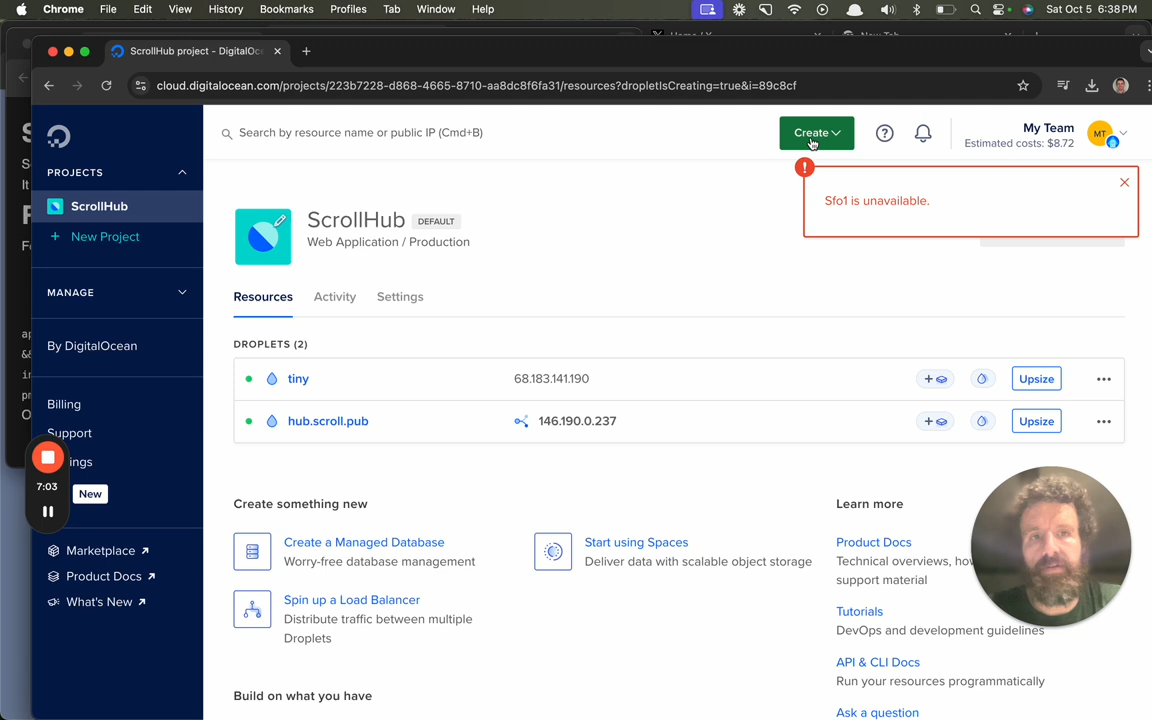 Chrome File Edit View History Bookmarks Profiles Tab Window Help Sat Oct 5 6:38 PM
ScrollHub project - DigitalOce
cloud.digitalocean.com/projects/223b7228-d868-4665-8710-aa8dc8f6fa31/resources?dropletIsCreating=true&i=89c8cf
Search by resource name or public IP (Cmd+B)
Create
My Team
Estimated costs: $8.72
MT
PROJECTS
ScrollHub
+ New Project
MANAGE
By DigitalOcean
Billing
Support
ings
7:03
New
Marketplace
Product Docs
What's New
!
Sfo1 is unavailable.
ScrollHub DEFAULT
Web Application / Production
Resources Activity Settings
DROPLETS (2)
tiny 68.183.141.190 Upsize
hub.scroll.pub 146.190.0.237 Upsize
Create something new
Create a Managed Database
Worry-free database management
Start using Spaces
Deliver data with scalable object storage
Spin up a Load Balancer
Distribute traffic between multiple
Droplets
Build on what you have
Learn more
Product Docs
Technical overviews, how
support material
Tutorials
DevOps and development guidelines
API & CLI Docs
Run your resources programmatically
Ask a question